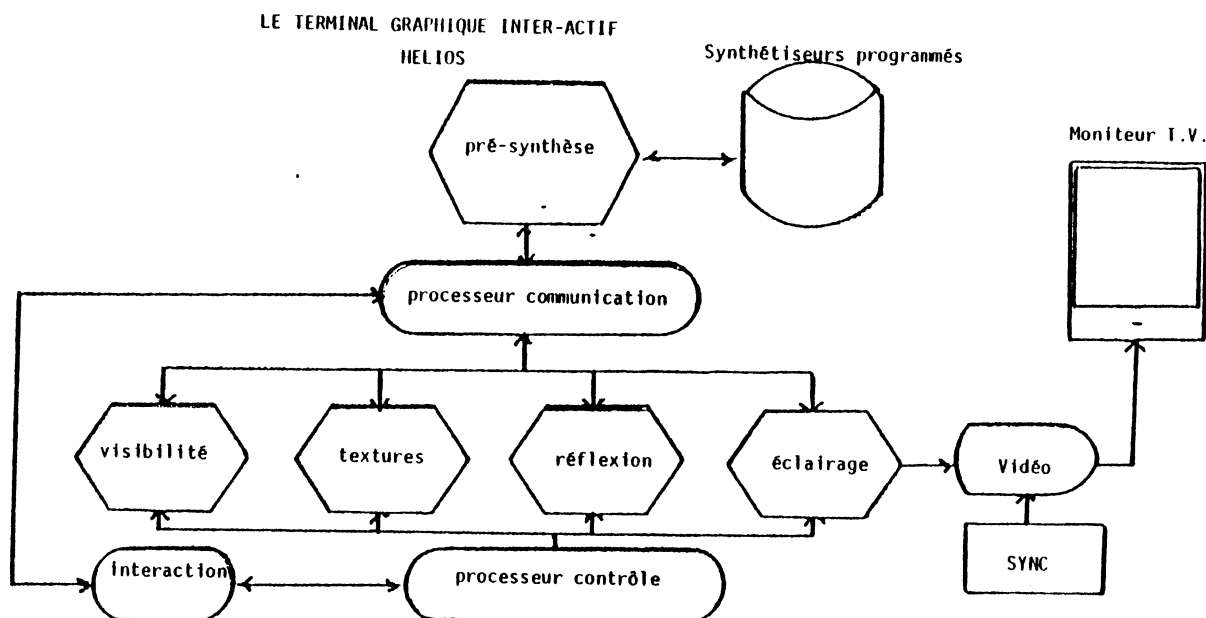 LE TERMINAL GRAPHIQUE INTER-ACTIF
HELIOS
Synthétiseurs programmés
pré-synthèse
Moniteur T.V.
processeur communication
visibilité
textures
réflexion
éclairage
Vidéo
interaction
processeur contrôle
SYNC